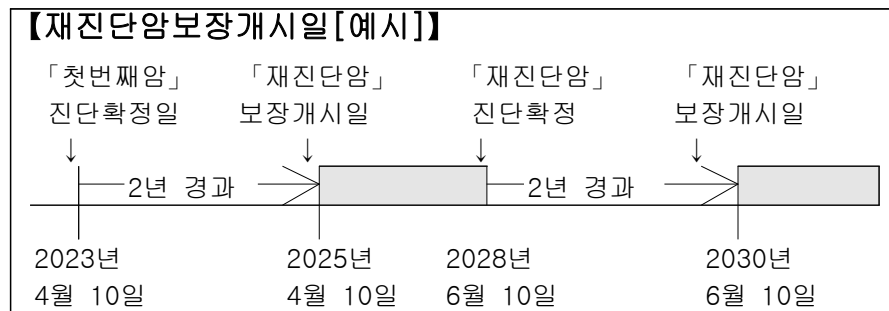 【재진단암보장개시일[예시]】
「첫번째암」 「재진단암」 「재진단암」 「재진단암」
진단확정일 보장개시일 진단확정 보장개시일
↓ ↓ ↓ ↓
2년 경과 2년 경과
2023년 2025년 2028년 2030년
4월 10일 4월 10일 6월 10일 6월 10일